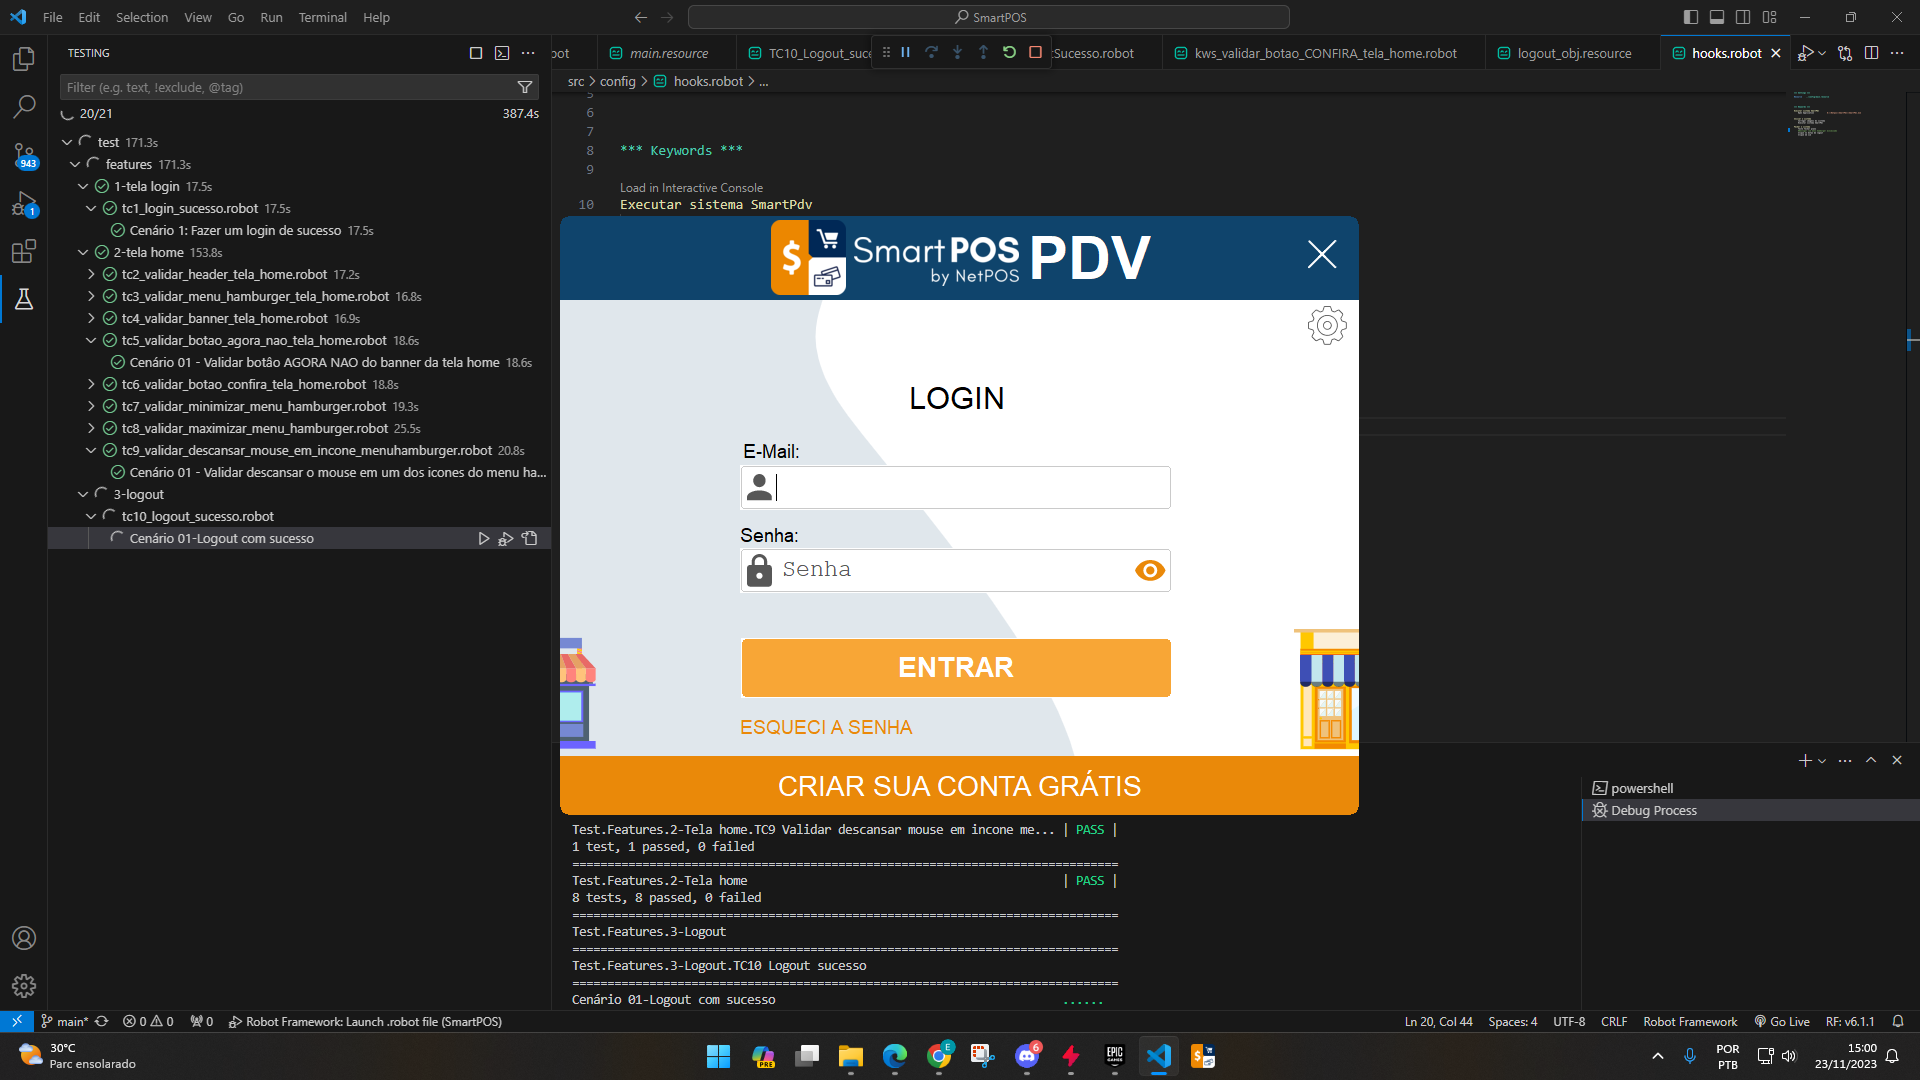 File Edit Selection View Go Run Terminal Help
SmartPOS
TESTING
Filter (e.g. text, !exclude, @tag)
20/21
387.4s
test 171.3s
features 171.3s
1-tela login 17.5s
tc1_login_sucesso.robot 17.5s
Cenário 1: Fazer um login de sucesso 17.5s
2-tela home 153.8s
tc2_validar_header_tela_home.robot 17.2s
tc3_validar_menu_hamburger_tela_home.robot 16.8s
tc4_validar_banner_tela_home.robot 16.9s
tc5_validar_botao_agora_nao_tela_home.robot 18.6s
Cenário 01 - Validar botão AGORA NAO do banner da tela home 18.6s
tc6_validar_botao_confira_tela_home.robot 18.8s
tc7_validar_minimizar_menu_hamburger.robot 19.3s
tc8_validar_maximizar_menu_hamburger.robot 25.5s
tc9_validar_descansar_mouse_em_incone_menuhamburger.robot 20.8s
Cenário 01 - Validar descansar o mouse em um dos icones do menu ha...
3-logout
tc10_logout_sucesso.robot
Cenário 01-Logout com sucesso
943
1
obot main.resource TC10_Logout_suce cSucesso.robot kws_validar_botao_CONFIRA_tela_home.robot logout_obj.resource hooks.robot
src > config > hooks.robot > ...
5
6
7
8 *** Keywords ***
9
Load in Interactive Console
10 Executar sistema SmartPdv
$ SmartPOS PDV
by NetPOS
LOGIN
E-Mail:
Senha:
Senha
ENTRAR
ESQUECI A SENHA
CRIAR SUA CONTA GRÁTIS
powershell
Debug Process
Test.Features.2-Tela home.TC9 Validar descansar mouse em incone me... | PASS |
1 test, 1 passed, 0 failed
==============================================================================
Test.Features.2-Tela home | PASS |
8 tests, 8 passed, 0 failed
==============================================================================
Test.Features.3-Logout
==============================================================================
Test.Features.3-Logout.TC10 Logout sucesso
==============================================================================
Cenário 01-Logout com sucesso ......
main* 0 0 0 Robot Framework: Launch .robot file (SmartPOS)
Ln 20, Col 44 Spaces: 4 UTF-8 CRLF Robot Framework Go Live RF: v6.1.1
30°C
Parc ensolarado
PRE
E
6
EPIC
GAMES
$
POR
PTB
15:00
23/11/2023